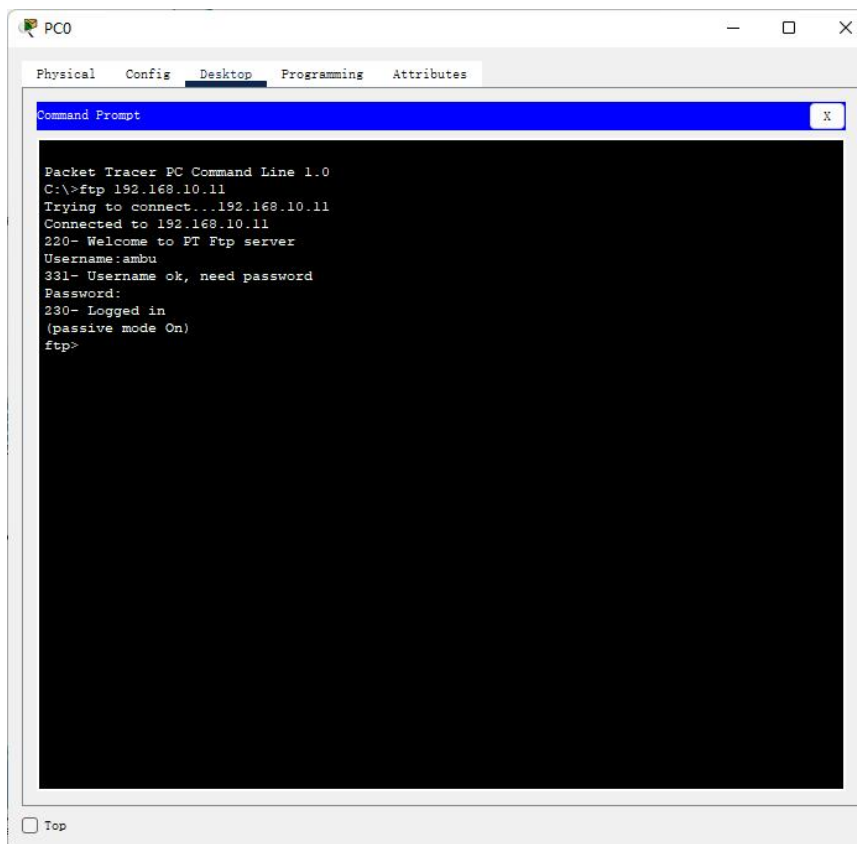 PC0
Physical Config Desktop Programming Attributes
Command Prompt X
Packet Tracer PC Command Line 1.0
C:\>ftp 192.168.10.11
Trying to connect...192.168.10.11
Connected to 192.168.10.11
220- Welcome to PT Ftp server
Username:ambu
331- Username ok, need password
Password:
230- Logged in
(passive mode On)
ftp>
Top